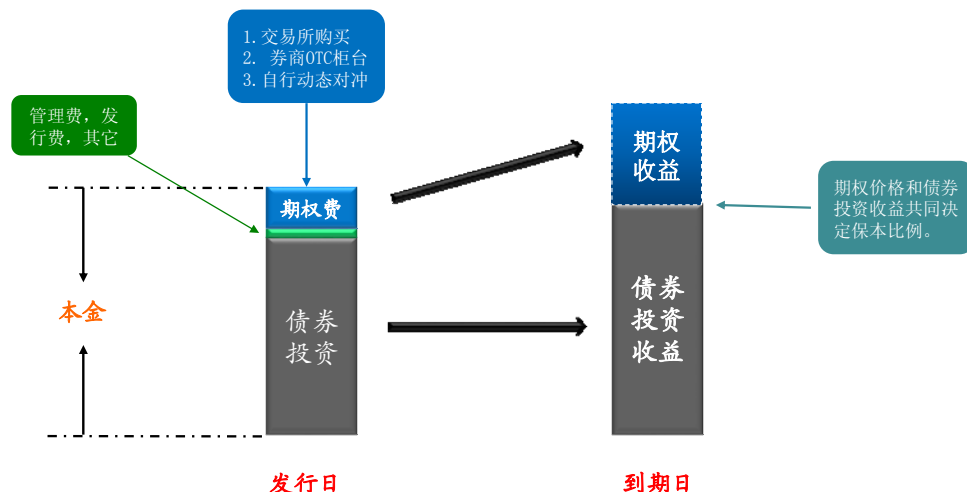 1. 交易所购买
2. 券商OTC柜台
3. 自行动态对冲
管理费，发
行费，其它
期权
收益
期权费
期权价格和债券
投资收益共同决
定保本比例。
本金
债券
投资
债券
投资
收益
发行日
到期日